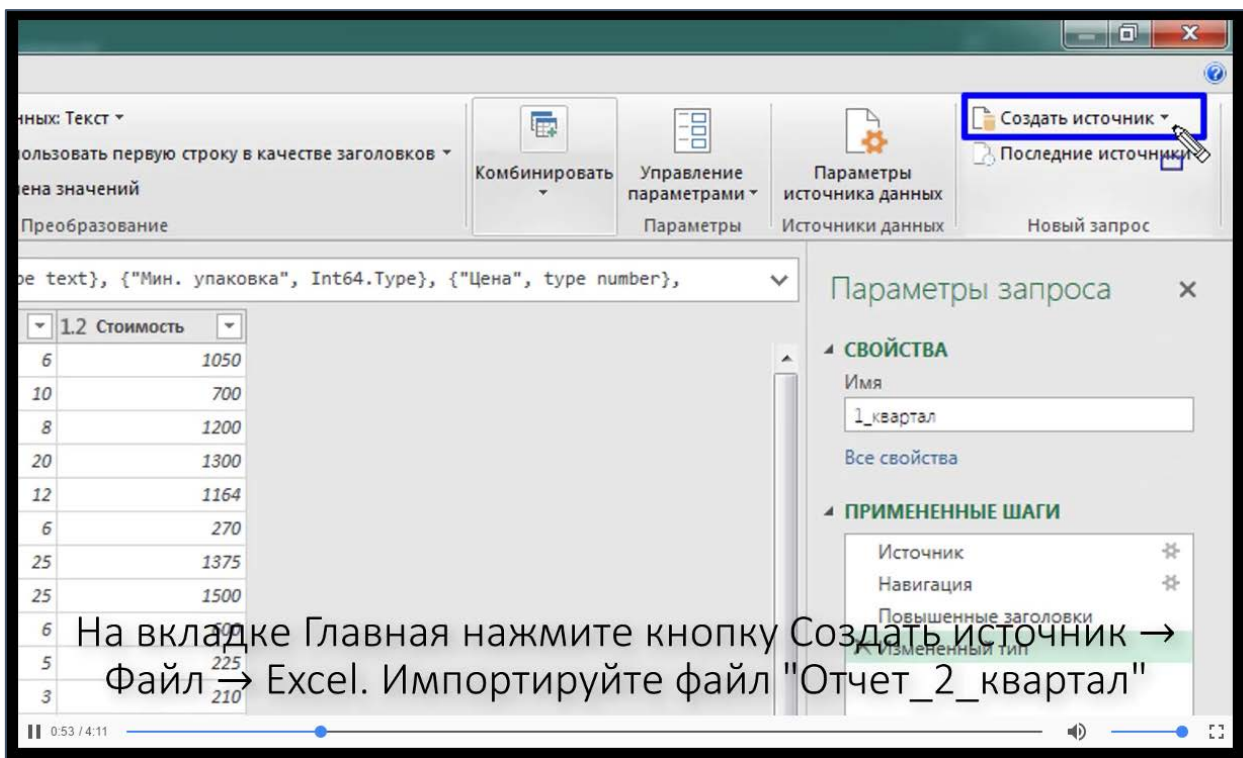 Создать источник
нных: Текст
Последние источники
пользовать первую строку в качестве заголовков
Комбинировать
Управление
параметрами
Параметры
источника данных
ена значений
Преобразование
Параметры
Источники данных
Новый запрос
pe text}, {"Мин. упаковка", Int64.Type}, {"Цена", type number},
Параметры запроса
1.2 Стоимость
СВОЙСТВА
6 1050
Имя
10 700
1_квартал
8 1200
20 1300
Все свойства
12 1164
ПРИМЕНЕННЫЕ ШАГИ
6 270
Источник
25 1375
Навигация
25 1500
Повышенные заголовки
6 600
Измененный тип
На вкладке Главная нажмите кнопку Создать источник →
5 225
Файл → Excel. Импортируйте файл "Отчет_2_квартал"
3 210
0:53 / 4:11